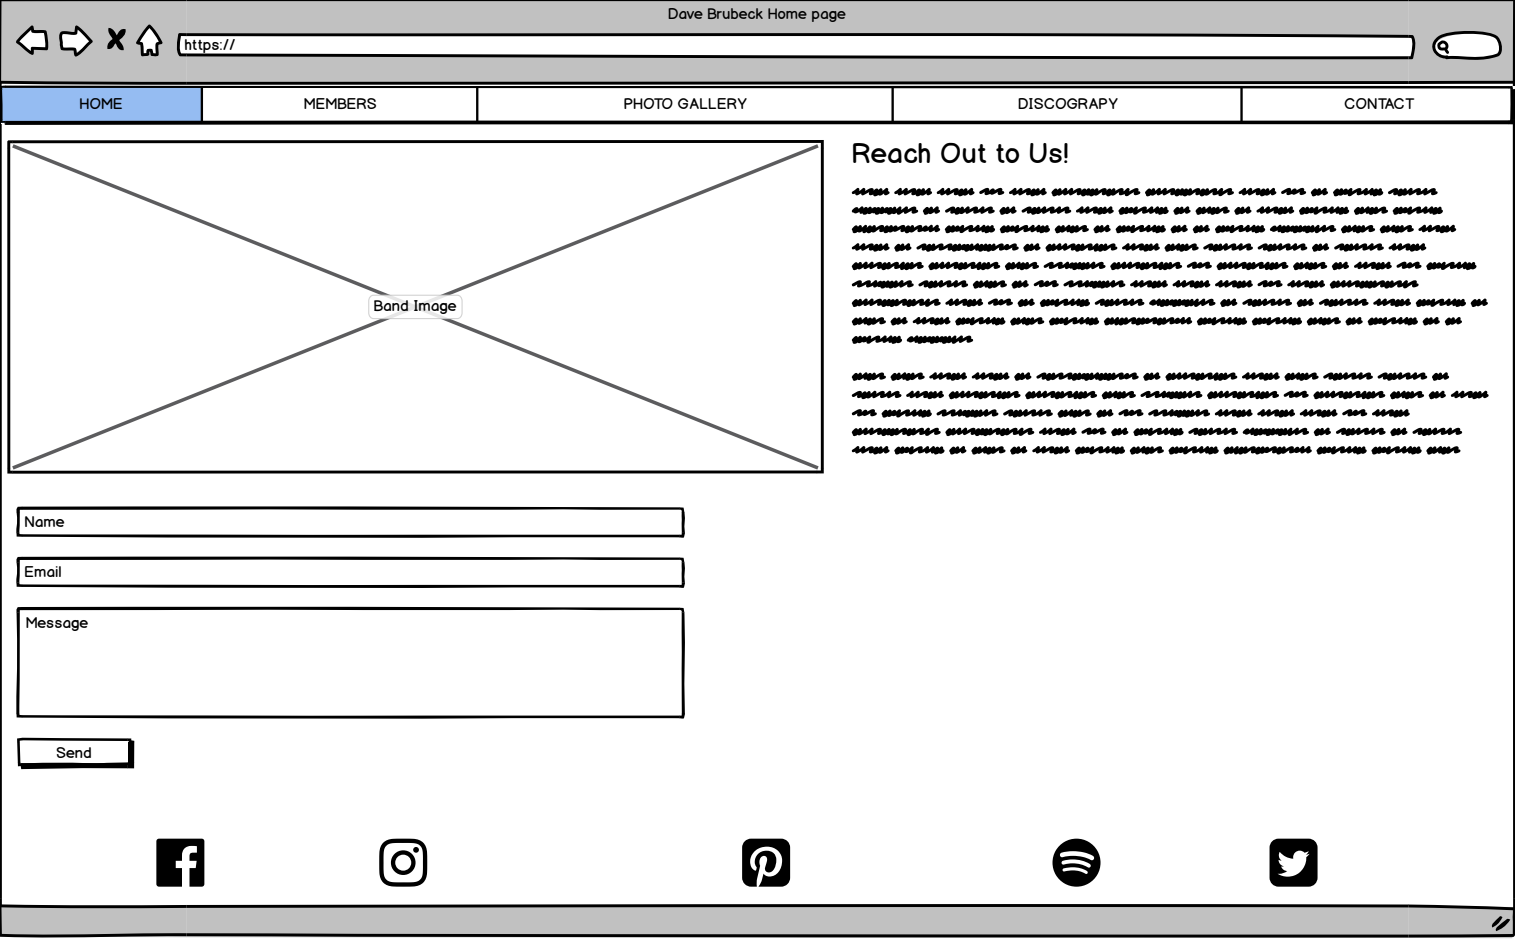 Dave Brubeck Home page
https://
HOME MEMBERS PHOTO GALLERY DISCOGRAPY CONTACT
Reach Out to Us!
Band Image
Name
Email
Message
Send